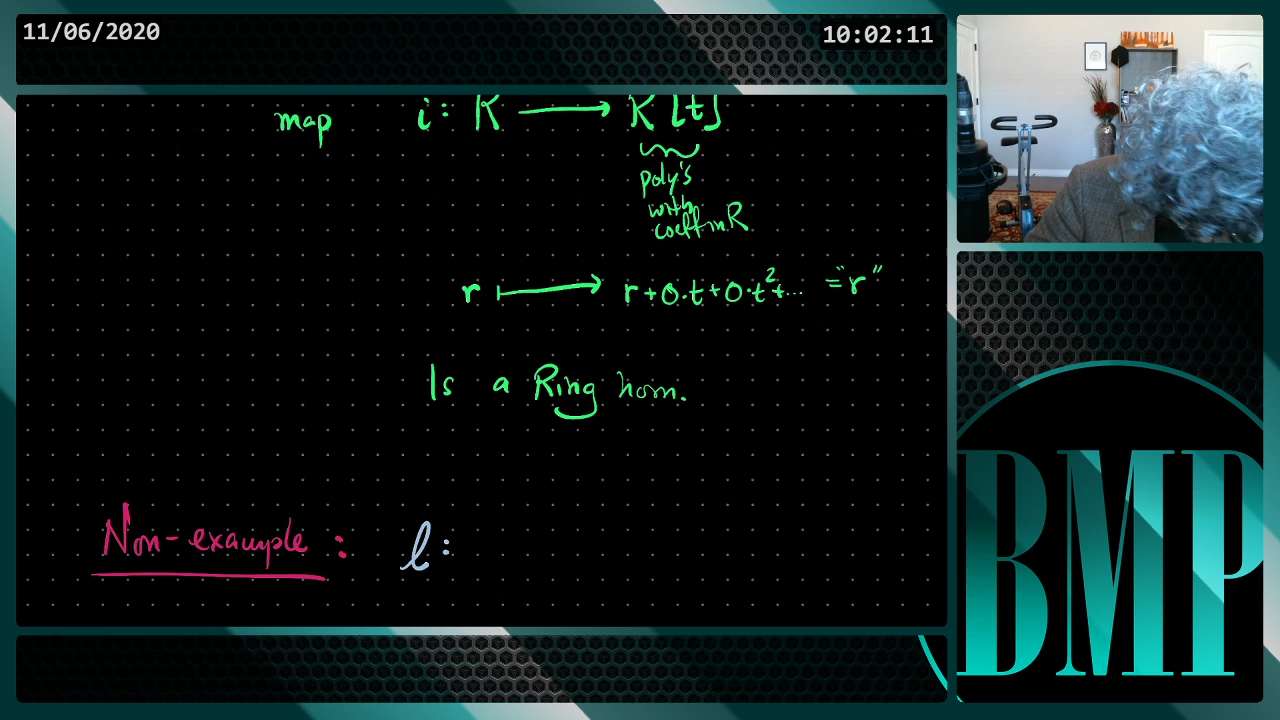 11/06/2020
10:02:11
map i: R → R[t]
poly's
with
coeff in R
r ↦ r+0·t+0·t²+... ="r"
Is a Ring hom.
Non-example: l:
BMP